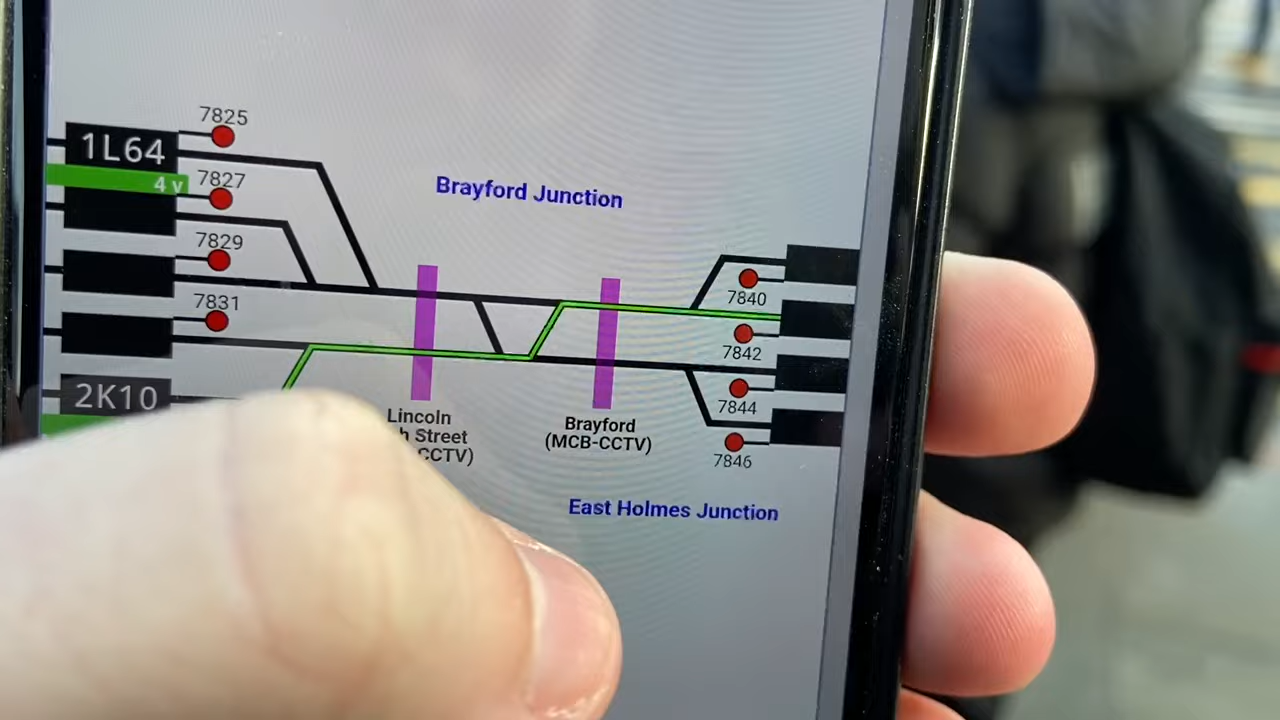 7825
1L64
4 v
7827
7829
7831
2K10
Brayford Junction
7840
7842
7844
7846
Lincoln
Street
CCTV)
Brayford
(MCB-CCTV)
East Holmes Junction